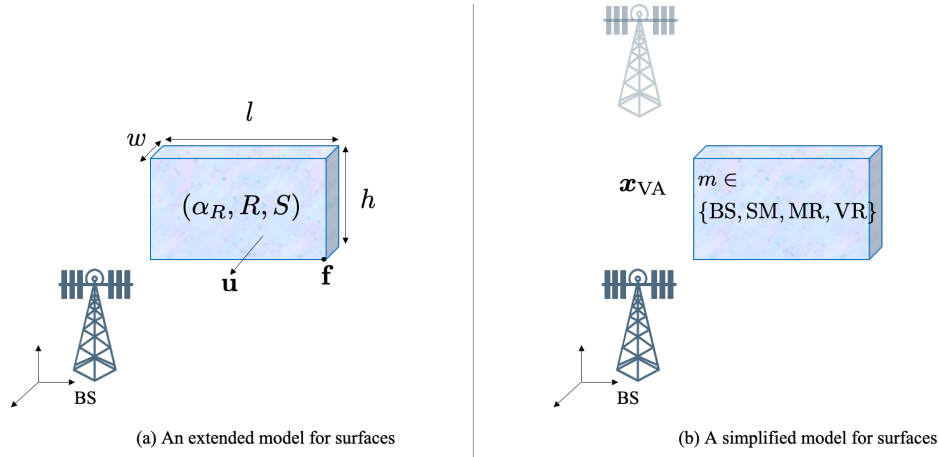 l
w
(α_R, R, S)
h
u
f
BS
(a) An extended model for surfaces
x_VA
m ∈
{BS, SM, MR, VR}
BS
(b) A simplified model for surfaces